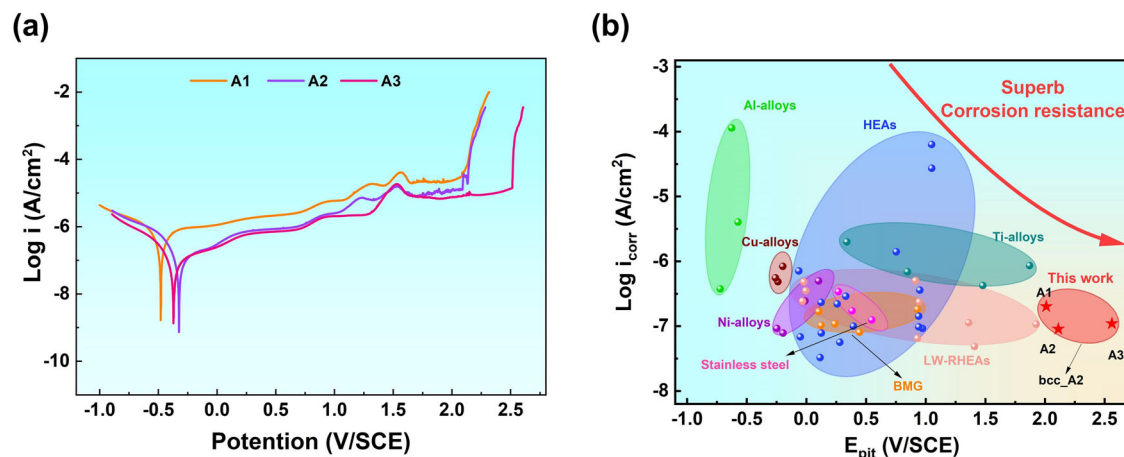 (a)
A1 A2 A3
Log i (A/cm²)
-2
-4
-6
-8
-10
-1.0 -0.5 0.0 0.5 1.0 1.5 2.0 2.5
Potention (V/SCE)
(b)
Log i_corr (A/cm²)
-3
-4
-5
-6
-7
-8
Superb
Corrosion resistance
Al-alloys
HEAs
Cu-alloys
Ti-alloys
This work
A1
Ni-alloys
A2
A3
Stainless steel
LW-RHEAs
bcc_A2
BMG
-1.0 -0.5 0.0 0.5 1.0 1.5 2.0 2.5
E_pit (V/SCE)